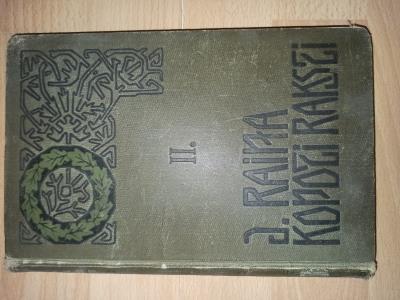 J. RAIŅA
KOPOTI RAKSTI
II.